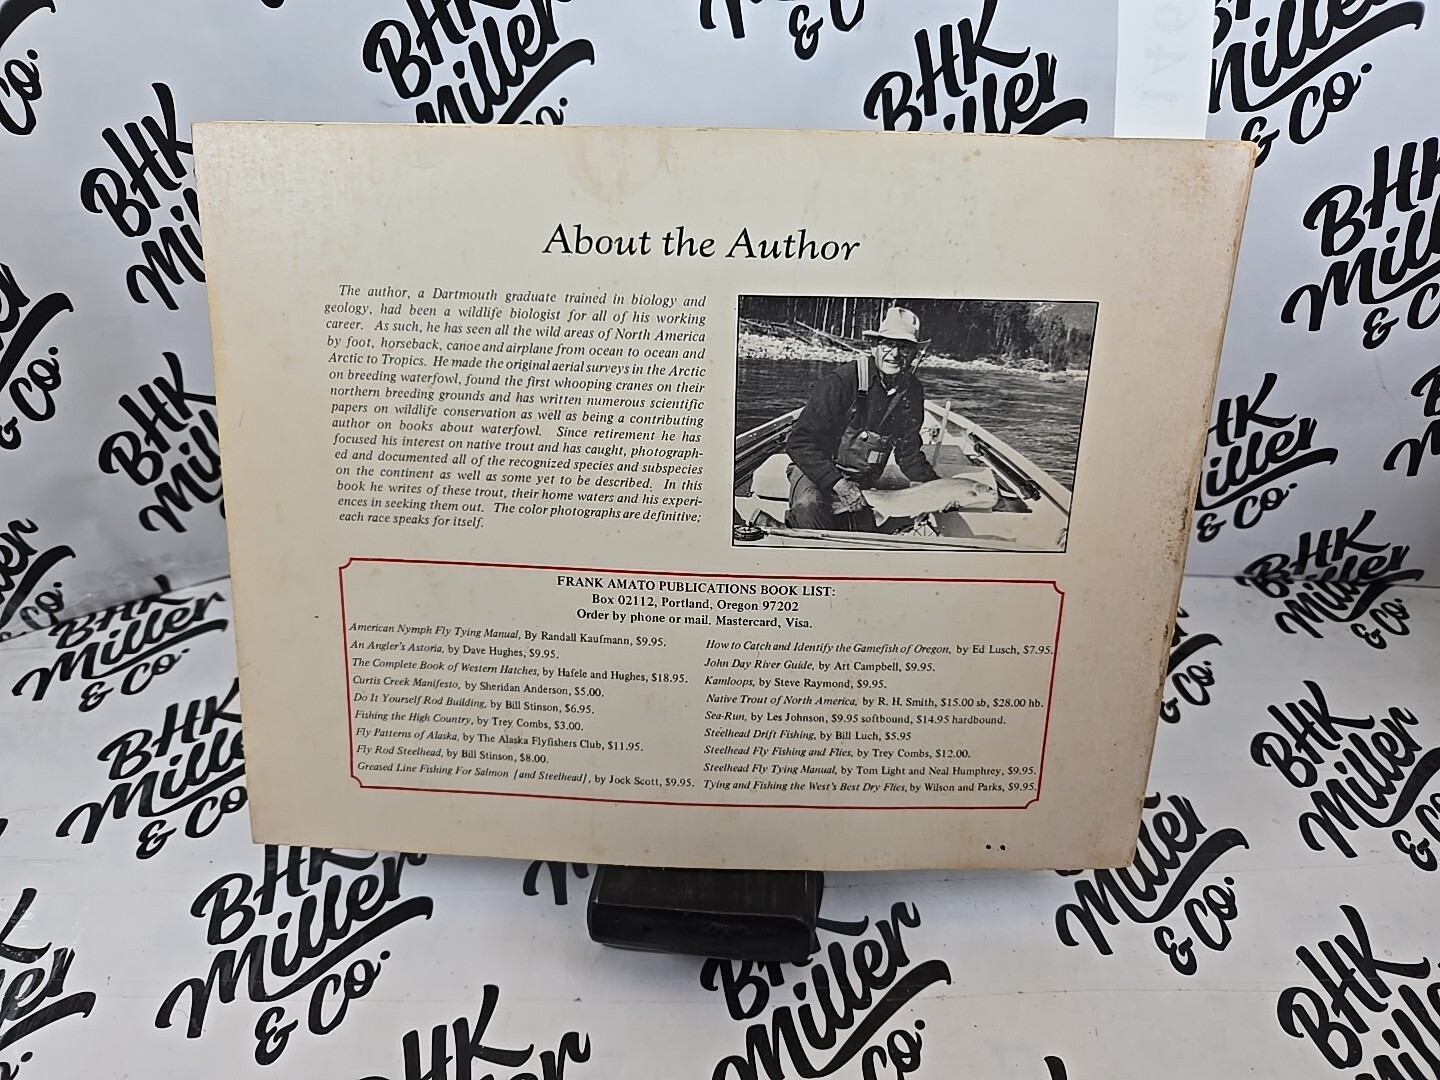 About the Author
The author, a Dartmouth graduate trained in biology and
geology, had been a wildlife biologist for all of his working
career. As such, he has seen all the wild areas of North America
by foot, horseback, canoe and airplane from ocean to ocean and
Arctic to Tropics. He made the original aerial surveys in the Arctic
on breeding waterfowl, found the first whooping cranes on their
northern breeding grounds and has written numerous scientific
papers on wildlife conservation as well as being a contributing
author on books about waterfowl. Since retirement he has
focused his interest on native trout and has caught, photograph-
ed and documented all of the recognized species and subspecies
on the continent as well as some yet to be described. In this
book he writes of these trout, their home waters and his experi-
ences in seeking them out. The color photographs are definitive;
each race speaks for itself.
FRANK AMATO PUBLICATIONS BOOK LIST:
Box 02112, Portland, Oregon 97202
Order by phone or mail. Mastercard, Visa.
American Nymph Fly Tying Manual, By Randall Kaufmann, $9.95.
An Angler's Astoria, by Dave Hughes, $9.95.
The Complete Book of Western Hatches, by Hafele and Hughes, $18.95.
Curtis Creek Manifesto, by Sheridan Anderson, $5.00.
Do It Yourself Rod Building, by Bill Stinson, $6.95.
Fishing the High Country, by Trey Combs, $3.00.
Fly Patterns of Alaska, by The Alaska Flyfishers Club, $11.95.
Fly Rod Steelhead, by Bill Stinson, $8.00.
Greased Line Fishing For Salmon [and Steelhead], by Jock Scott, $9.95.
How to Catch and Identify the Gamefish of Oregon, by Ed Lusch, $7.95.
John Day River Guide, by Art Campbell, $9.95.
Kamloops, by Steve Raymond, $9.95.
Native Trout of North America, by R. H. Smith, $15.00 sb, $28.00 hb.
Sea-Run, by Les Johnson, $9.95 softbound, $14.95 hardbound.
Steelhead Drift Fishing, by Bill Luch, $5.95
Steelhead Fly Fishing and Flies, by Trey Combs, $12.00.
Steelhead Fly Tying Manual, by Tom Light and Neal Humphrey, $9.95.
Tying and Fishing the West's Best Dry Flies, by Wilson and Parks, $9.95.
BHK
Miller
& Co.